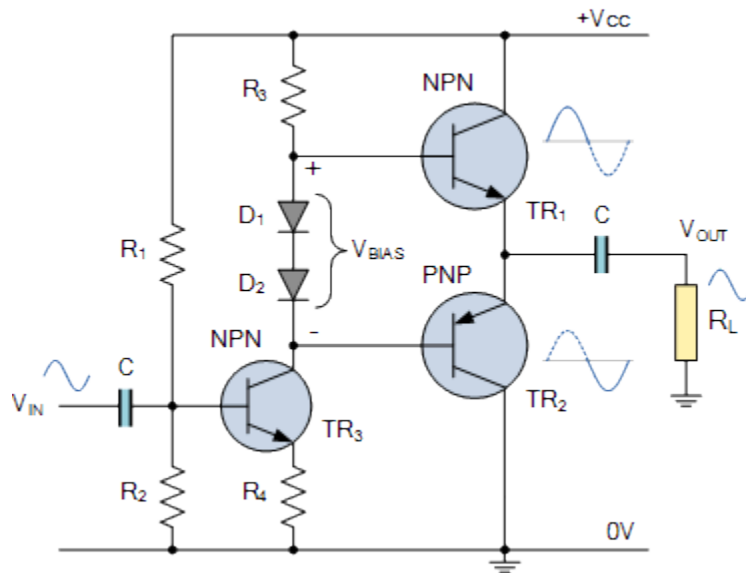 +Vcc
R3
NPN
+
TR1
D1
R1
VBIAS
C
VOUT
D2
PNP
-
RL
NPN
C
VIN
TR3
TR2
R2
R4
0V